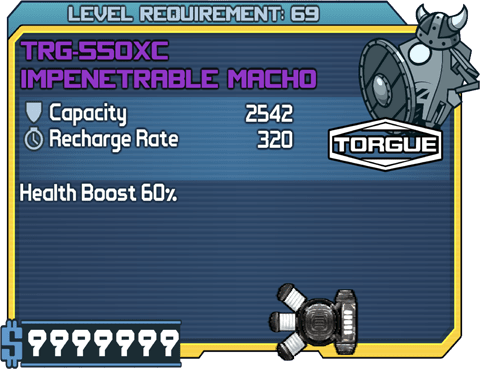 LEVEL REQUIREMENT: 69
TRG-550XC
IMPENETRABLE MACHO
Capacity 2542
Recharge Rate 320
TORGUE
Health Boost 60%
$ 9999999